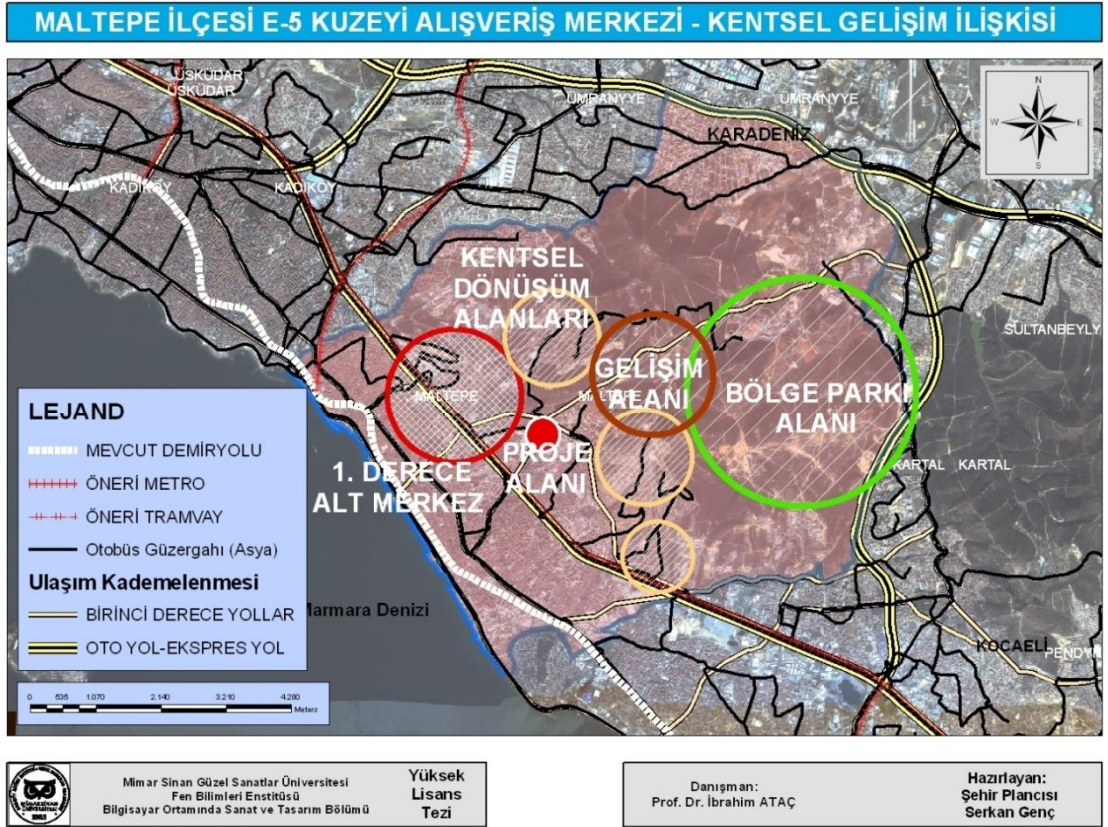 MALTEPE İLÇESİ E-5 KUZEYİ ALIŞVERİŞ MERKEZİ - KENTSEL GELİŞİM İLİŞKİSİ
ÜSKÜDAR
ÜSKÜDAR
ÜMRANYYE
ÜMRANYYE
KARADENİZ
N
W
E
S
KADIKÖY
KADIKÖY
KENTSEL
DÖNÜŞÜM
ALANLARI
SULTANBEYLY
GELİŞİM
ALANI
MALTEPE
MALTEPE
BÖLGE PARKI
ALANI
PROJE
ALANI
1. DERECE
ALT MERKEZ
KARTAL
KARTAL
LEJAND
MEVCUT DEMİRYOLU
ÖNERİ METRO
ÖNERİ TRAMVAY
Otobüs Güzergahı (Asya)
Ulaşım Kademelenmesi
BİRİNCİ DERECE YOLLAR
OTO YOL-EKSPRES YOL
Marmara Denizi
KOCAELİ
0 535 1.070 2.140 3.210 4.280
Meters
Mimar Sinan Güzel Sanatlar Üniversitesi
Fen Bilimleri Enstitüsü
Bilgisayar Ortamında Sanat ve Tasarım Bölümü
Yüksek
Lisans
Tezi
Danışman:
Prof. Dr. İbrahim ATAÇ
Hazırlayan:
Şehir Plancısı
Serkan Genç